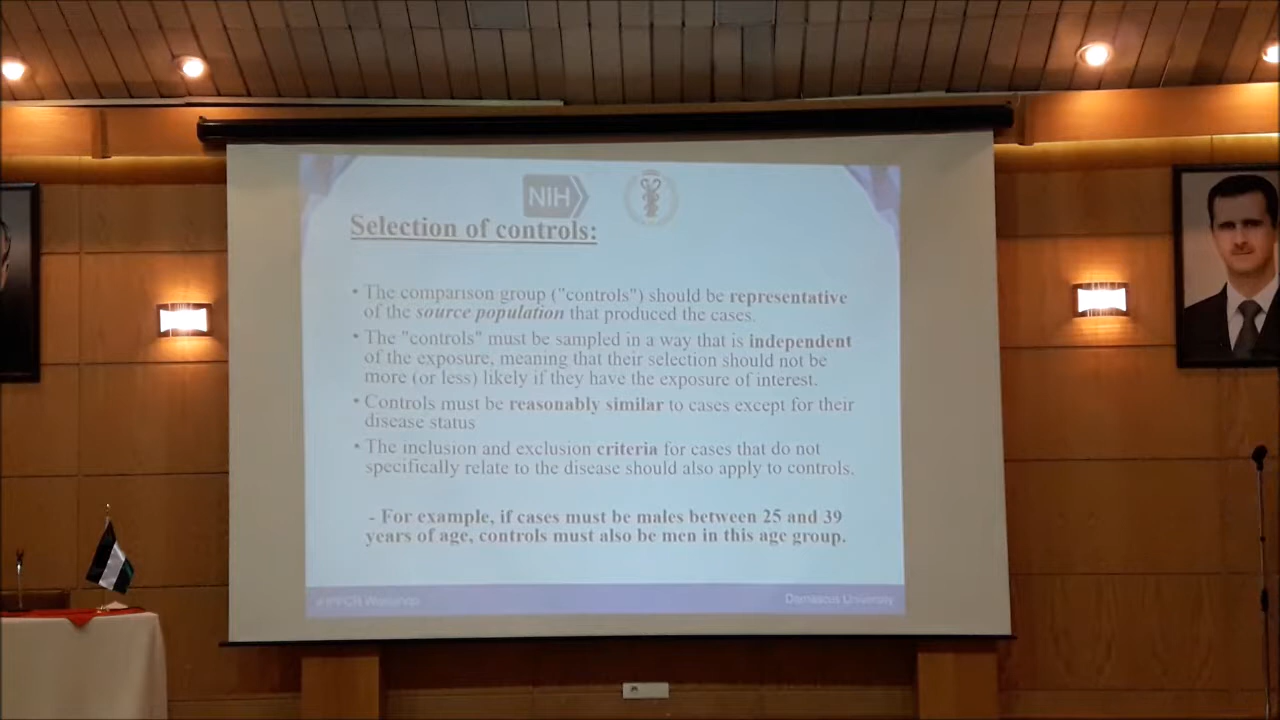 NIH
Selection of controls:
• The comparison group ("controls") should be representative
of the source population that produced the cases.
• The "controls" must be sampled in a way that is independent
of the exposure, meaning that their selection should not be
more (or less) likely if they have the exposure of interest.
• Controls must be reasonably similar to cases except for their
disease status
• The inclusion and exclusion criteria for cases that do not
specifically relate to the disease should also apply to controls.
- For example, if cases must be males between 25 and 39
years of age, controls must also be men in this age group.
Workshop
Damascus University